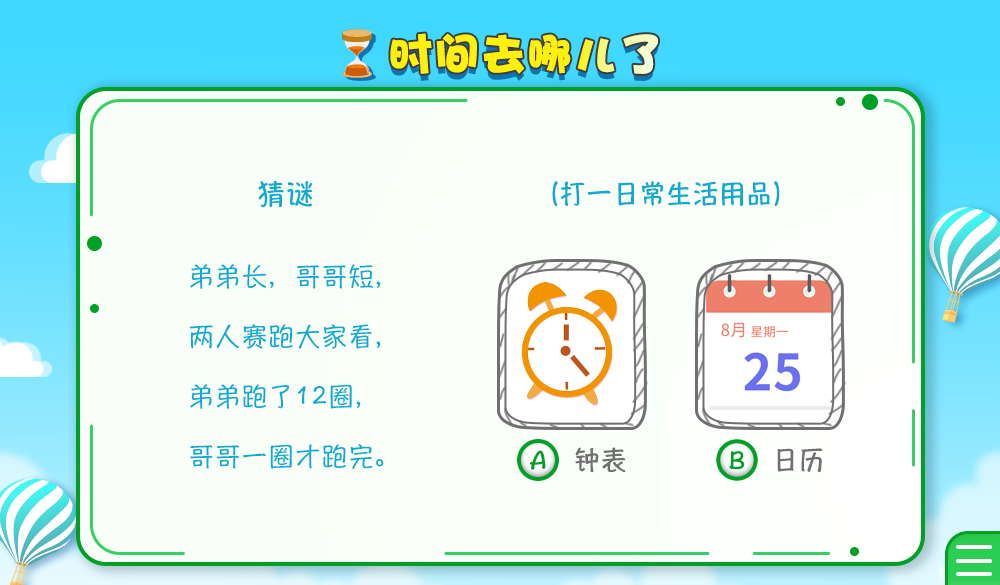 时间去哪儿了
猜谜
(打一日常生活用品)
弟弟长，哥哥短，
两人赛跑大家看，
弟弟跑了12圈，
哥哥一圈才跑完。
8月 星期一
25
A 钟表
B 日历